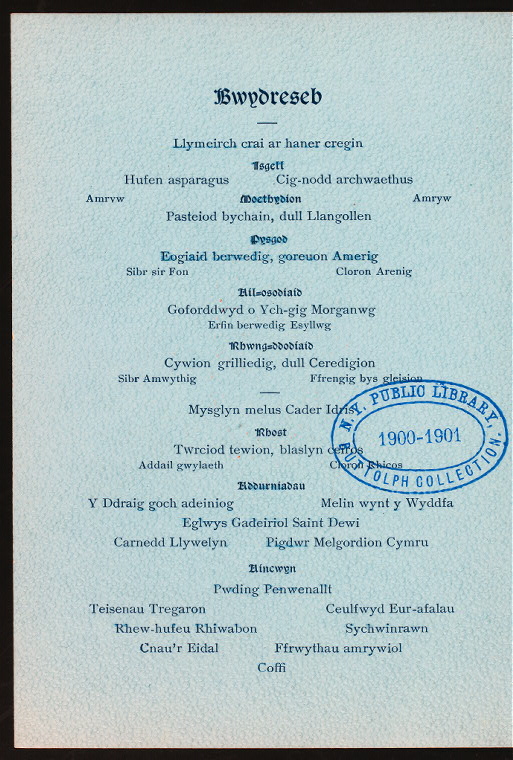 Bwydreseb
Llymeirch crai ar haner cregin
Isgell
Hufen asparagus Cig-nodd archwaethus
Amryw Moethydion Amryw
Pasteiod bychain, dull Llangollen
Pysgod
Eogiaid berwedig, goreuon Amerig
Sibr sir Fon Cloron Arenig
Ail=osodiaid
Goforddwyd o Ych-gig Morganwg
Erfin berwedig Esyllwg
Rhwng=ddodiaid
Cywion grilliedig, dull Ceredigion
Sibr Amwythig Ffrengig bys gleision
Mysglyn melus Cader Idris
Rhost
Twrciod tewion, blaslyn ceiros
Addail gwylaeth Cloron Rhicos
Addurniadau
Y Ddraig goch adeiniog Melin wynt y Wyddfa
Eglwys Gadeiriol Saint Dewi
Carnedd Llywelyn Pigdwr Melgordion Cymru
Ailncwyn
Pwding Penwenallt
Teisenau Tregaron Ceulfwyd Eur-afalau
Rhew-hufeu Rhiwabon Sychwinrawn
Cnau'r Eidal Ffrwythau amrywiol
Coffi
N.Y. PUBLIC LIBRARY,
1900-1901
BUTTOLPH COLLECTION.